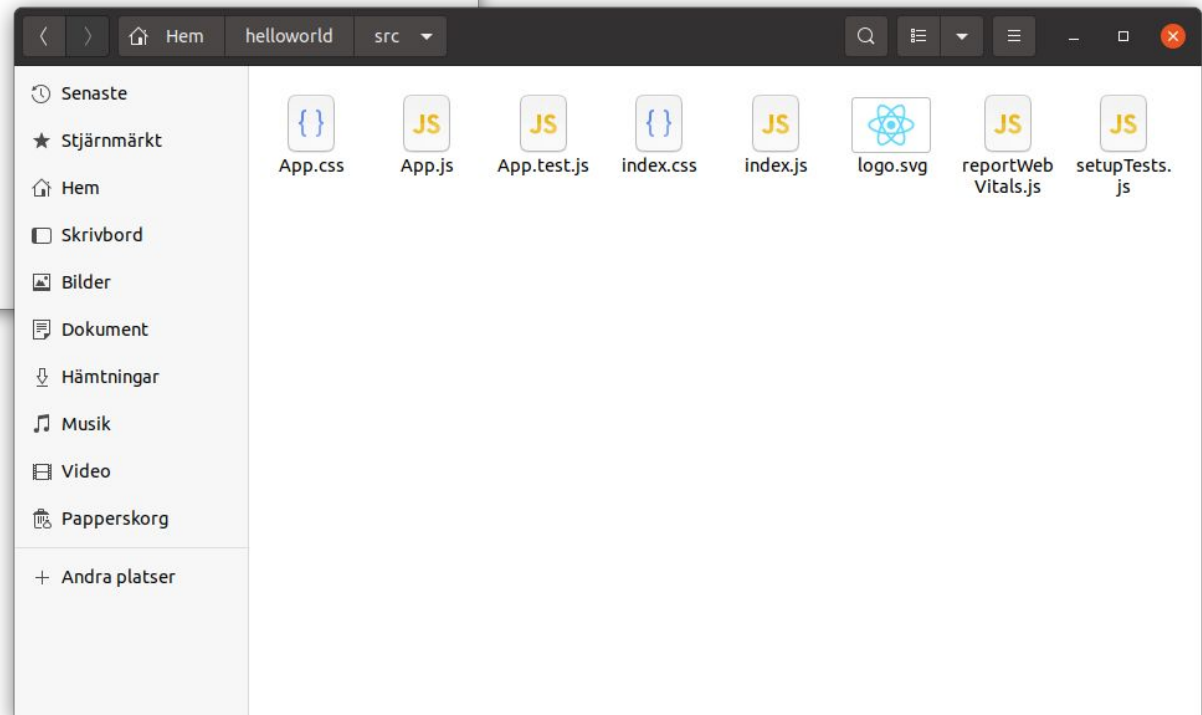 Hem helloworld src
Senaste
Stjärnmärkt
Hem
Skrivbord
Bilder
Dokument
Hämtningar
Musik
Video
Papperskorg
Andra platser
{ }
App.css
JS
App.js
JS
App.test.js
{ }
index.css
JS
index.js
logo.svg
JS
reportWeb
Vitals.js
JS
setupTests.
js